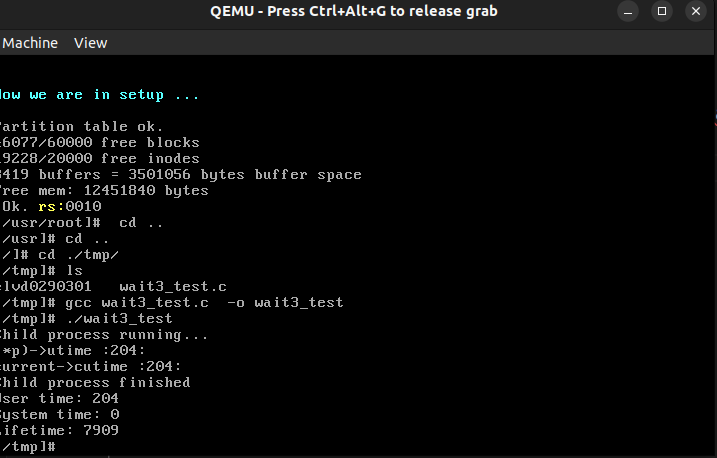 QEMU - Press Ctrl+Alt+G to release grab
Machine View
Now we are in setup ...
Partition table ok.
6077/60000 free blocks
9228/20000 free inodes
3419 buffers = 3501056 bytes buffer space
Free mem: 12451840 bytes
Ok. rs:0010
/usr/root]#  cd ..
/usr]# cd ..
/]# cd ./tmp/
/tmp]# ls
elvd0290301   wait3_test.c
/tmp]# gcc wait3_test.c  -o wait3_test
/tmp]# ./wait3_test
Child process running...
*p)->utime :204:
current->cutime :204:
Child process finished
User time: 204
System time: 0
Lifetime: 7909
/tmp]#